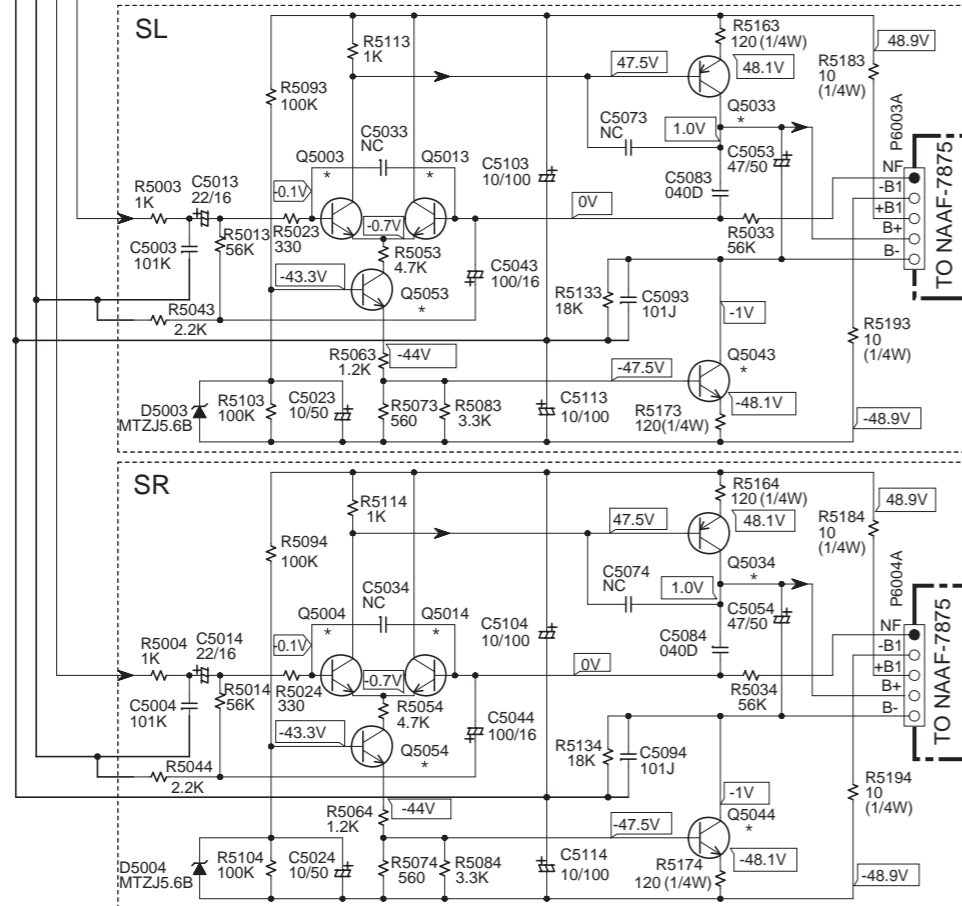 SL
R5163
120 (1/4W)
48.9V
R5113
1K
47.5V
48.1V
R5183
10
(1/4W)
R5093
100K
Q5033
*
P6003A
C5073
NC
1.0V
C5033
NC
C5053
47/50
Q5003
*
Q5013
*
C5103
10/100
C5083
040D
NF
-B1
+B1
B+
B-
TO NAAF-7875
-0.1V
C5013
22/16
R5003
1K
0V
R5013
56K
R5023
330
-0.7V
R5033
56K
C5003
101K
R5053
4.7K
C5043
100/16
-43.3V
Q5053
*
R5133
18K
C5093
101J
-1V
R5043
2.2K
R5193
10
(1/4W)
R5063
1.2K
-44V
-47.5V
Q5043
*
-48.1V
D5003
MTZJ5.6B
R5103
100K
C5023
10/50
R5073
560
R5083
3.3K
C5113
10/100
R5173
120(1/4W)
-48.9V
SR
R5164
120 (1/4W)
48.9V
R5114
1K
47.5V
48.1V
R5184
10
(1/4W)
R5094
100K
Q5034
*
P6004A
C5074
NC
1.0V
C5034
NC
C5054
47/50
Q5004
*
Q5014
*
C5104
10/100
C5084
040D
NF
-B1
+B1
B+
B-
TO NAAF-7875
-0.1V
C5014
22/16
R5004
1K
0V
R5014
56K
R5024
330
-0.7V
R5034
56K
C5004
101K
R5054
4.7K
C5044
100/16
-43.3V
Q5054
*
R5134
18K
C5094
101J
-1V
R5044
2.2K
R5194
10
(1/4W)
R5064
1.2K
-44V
-47.5V
Q5044
*
-48.1V
D5004
MTZJ5.6B
R5104
100K
C5024
10/50
R5074
560
R5084
3.3K
C5114
10/100
R5174
120 (1/4W)
-48.9V